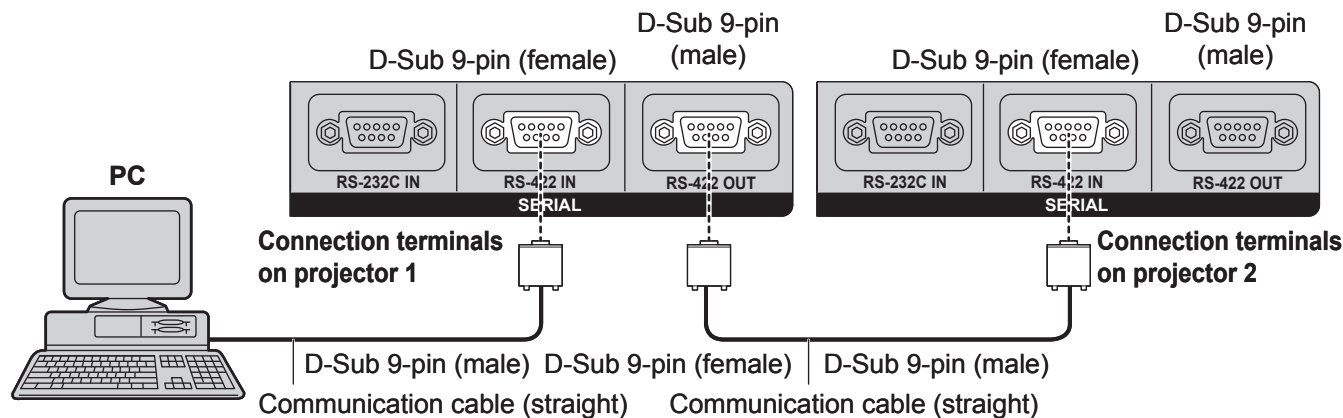 D-Sub 9-pin (female)
D-Sub 9-pin
(male)
D-Sub 9-pin (female)
D-Sub 9-pin
(male)
RS-232C IN
RS-422 IN
RS-422 OUT
SERIAL
RS-232C IN
RS-422 IN
RS-422 OUT
SERIAL
PC
Connection terminals
on projector 1
Connection terminals
on projector 2
D-Sub 9-pin (male)
D-Sub 9-pin (female)
D-Sub 9-pin (male)
Communication cable (straight)
Communication cable (straight)